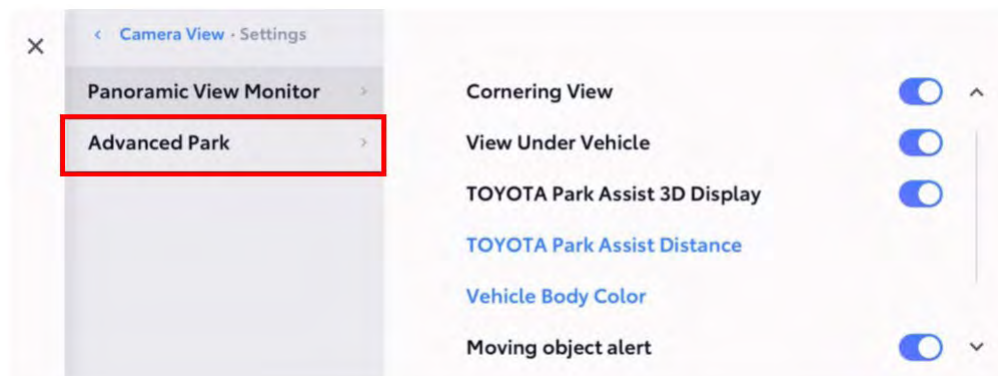 Camera View · Settings
Panoramic View Monitor
Advanced Park
Cornering View
View Under Vehicle
TOYOTA Park Assist 3D Display
TOYOTA Park Assist Distance
Vehicle Body Color
Moving object alert